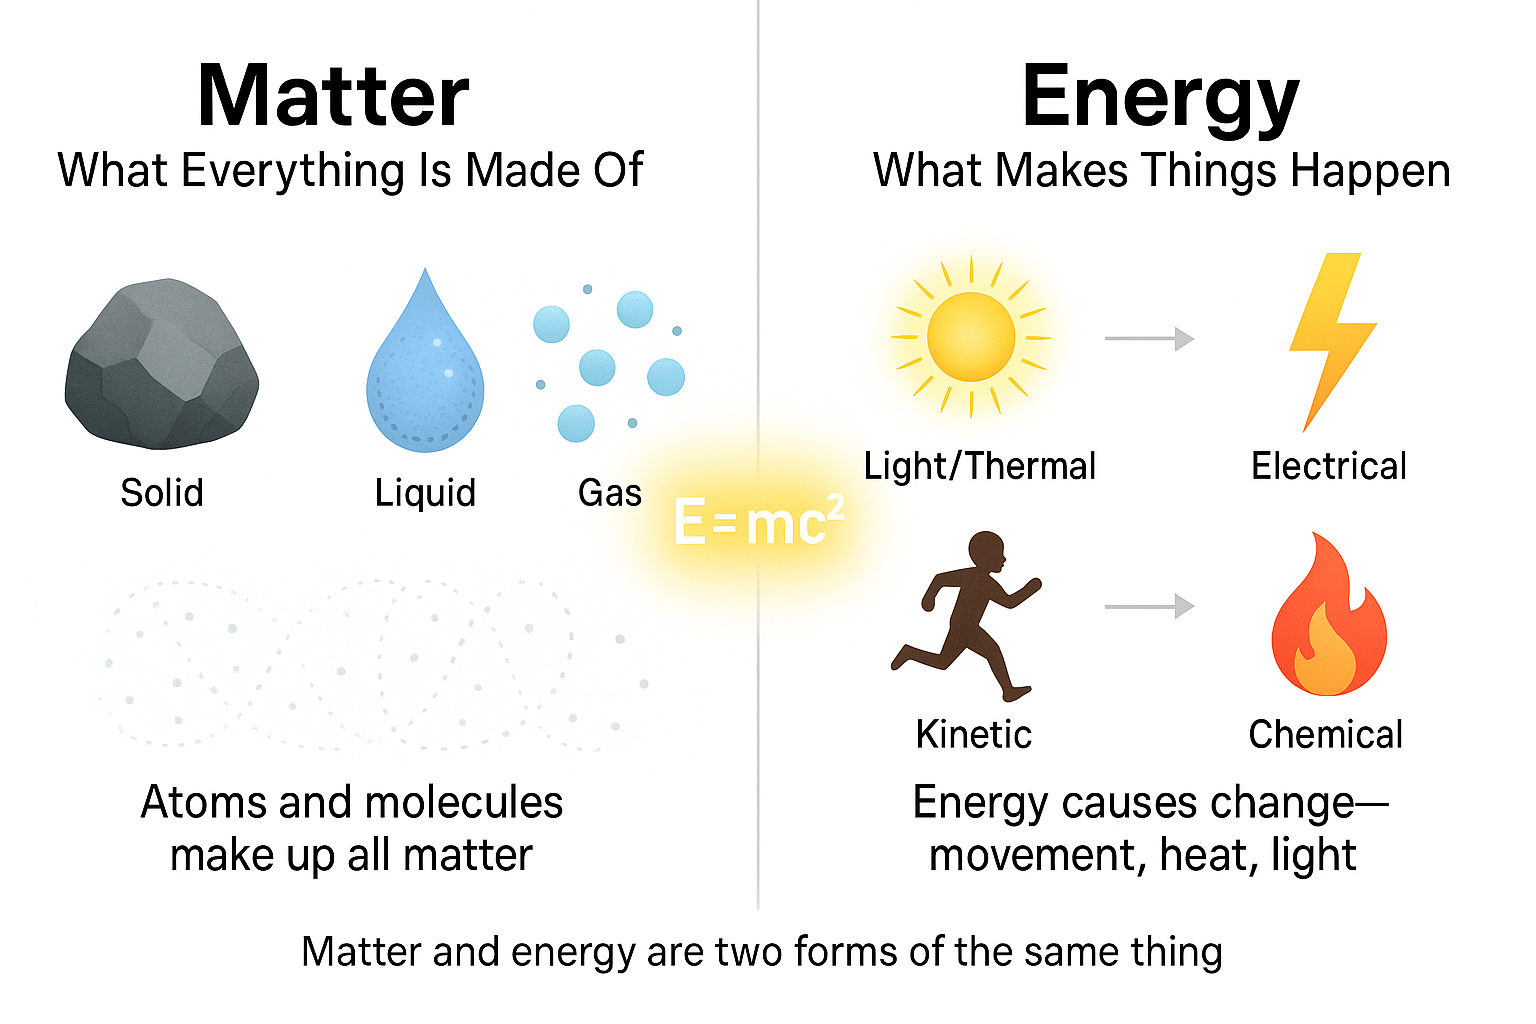 Matter
What Everything Is Made Of
Solid
Liquid
Gas
Atoms and molecules
make up all matter
E=mc²
Energy
What Makes Things Happen
Light/Thermal
Electrical
Kinetic
Chemical
Energy causes change—
movement, heat, light
Matter and energy are two forms of the same thing